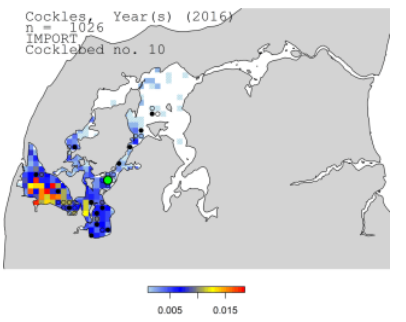 Cockles, Year(s) (2016)
n = 1026
IMPORT
Cocklebed no. 10
0.005 0.015